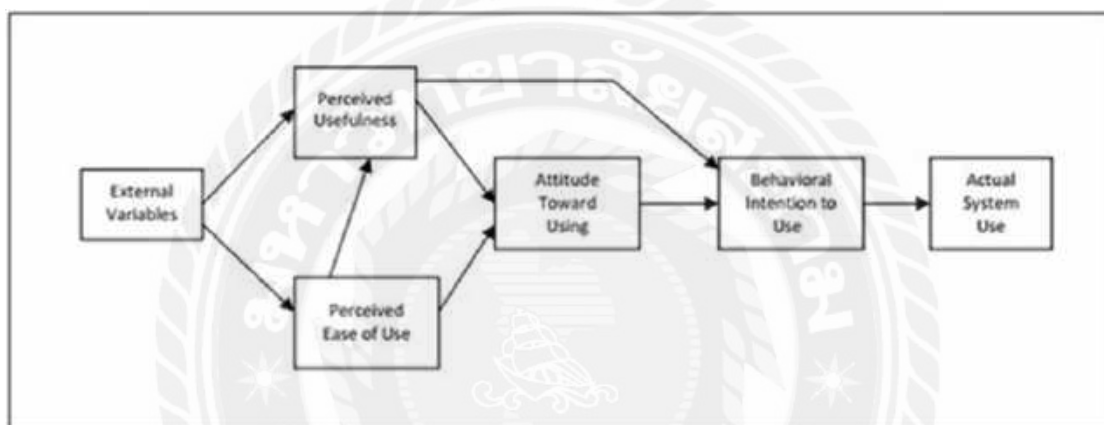 External
Variables
Perceived
Usefulness
Perceived
Ease of Use
Attitude
Toward
Using
Behavioral
Intention to
Use
Actual
System
Use